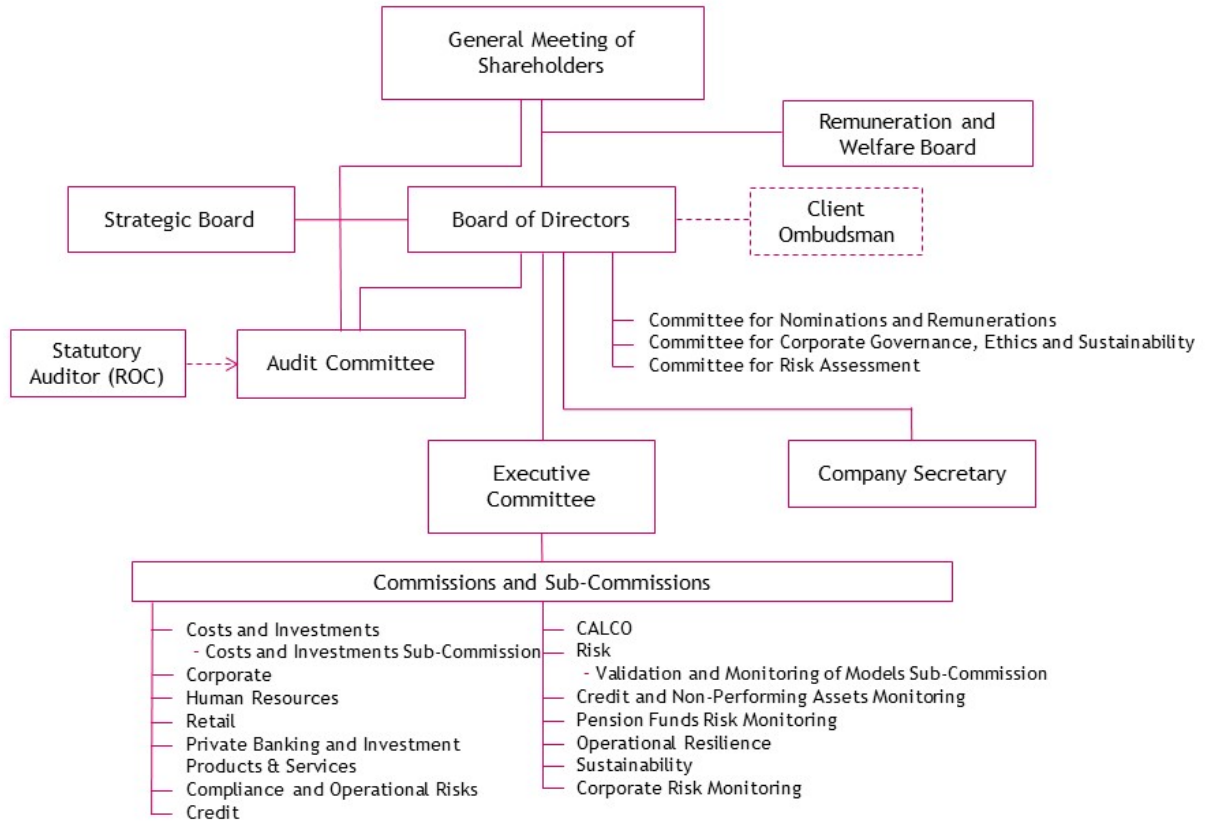 General Meeting of
Shareholders
Remuneration and
Welfare Board
Strategic Board
Board of Directors
Client
Ombudsman
Committee for Nominations and Remunerations
Committee for Corporate Governance, Ethics and Sustainability
Committee for Risk Assessment
Statutory
Auditor (ROC)
Audit Committee
Executive
Committee
Company Secretary
Commissions and Sub-Commissions
Costs and Investments
- Costs and Investments Sub-Commission
Corporate
Human Resources
Retail
Private Banking and Investment
Products & Services
Compliance and Operational Risks
Credit
CALCO
Risk
- Validation and Monitoring of Models Sub-Commission
Credit and Non-Performing Assets Monitoring
Pension Funds Risk Monitoring
Operational Resilience
Sustainability
Corporate Risk Monitoring